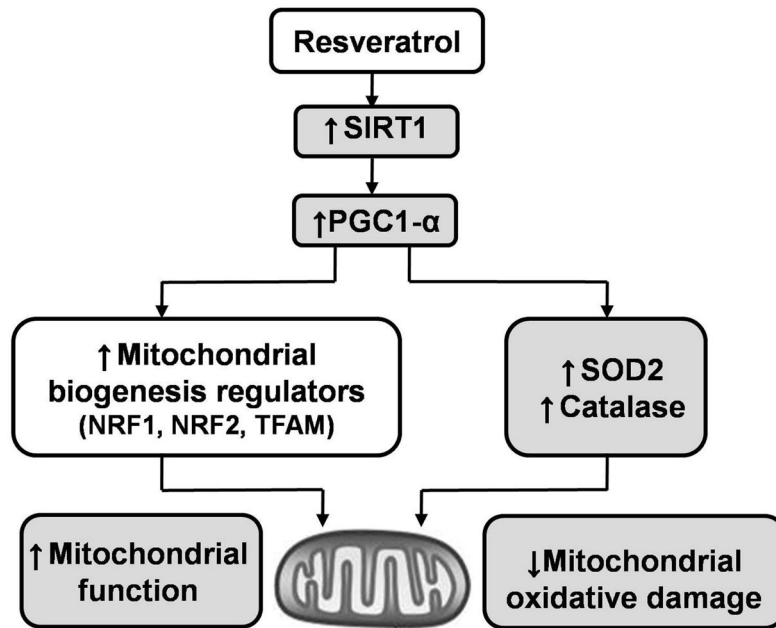 Resveratrol
↑SIRT1
↑PGC1-α
↑Mitochondrial
biogenesis regulators
(NRF1, NRF2, TFAM)
↑SOD2
↑Catalase
↑Mitochondrial
function
↓Mitochondrial
oxidative damage